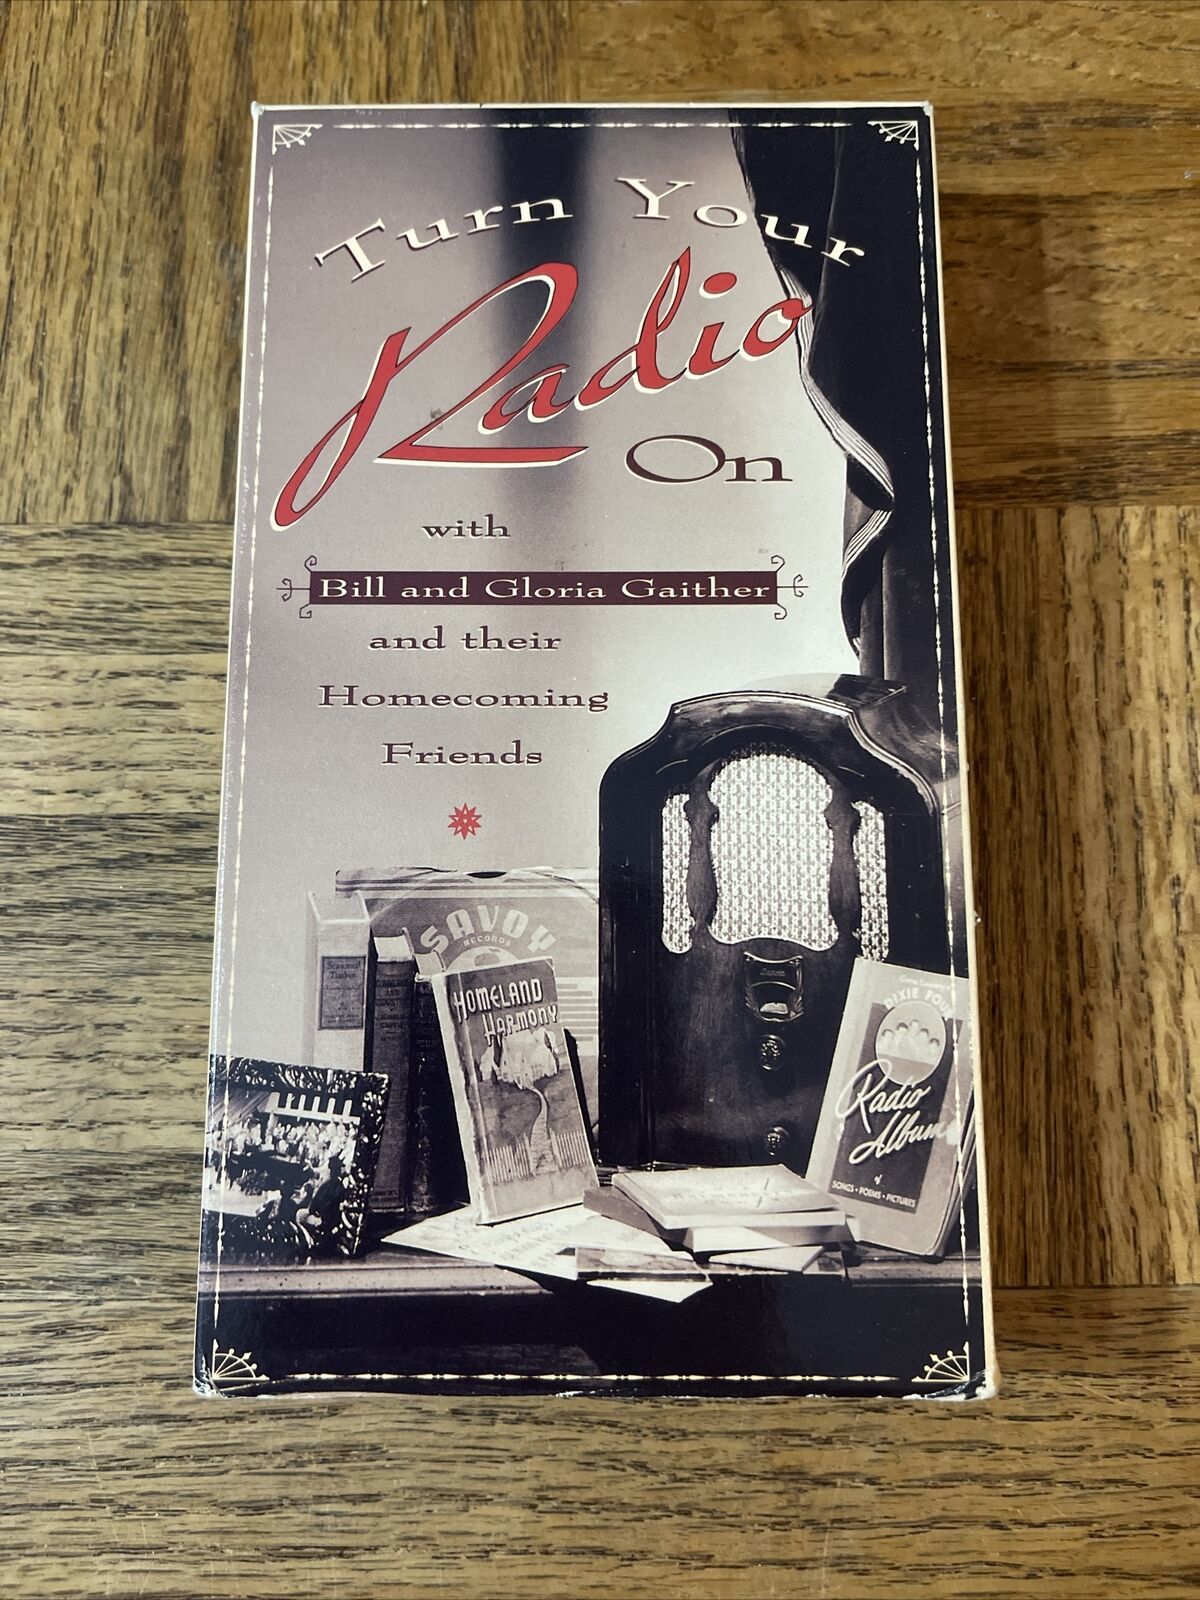 Turn Your
Radio
On
with
Bill and Gloria Gaither
and their
Homecoming
Friends
SAVOY
RECORDS
HOMELAND
HARMONY
DIXIE FOUR
Radio
Album
of
SONGS • POEMS • PICTURES